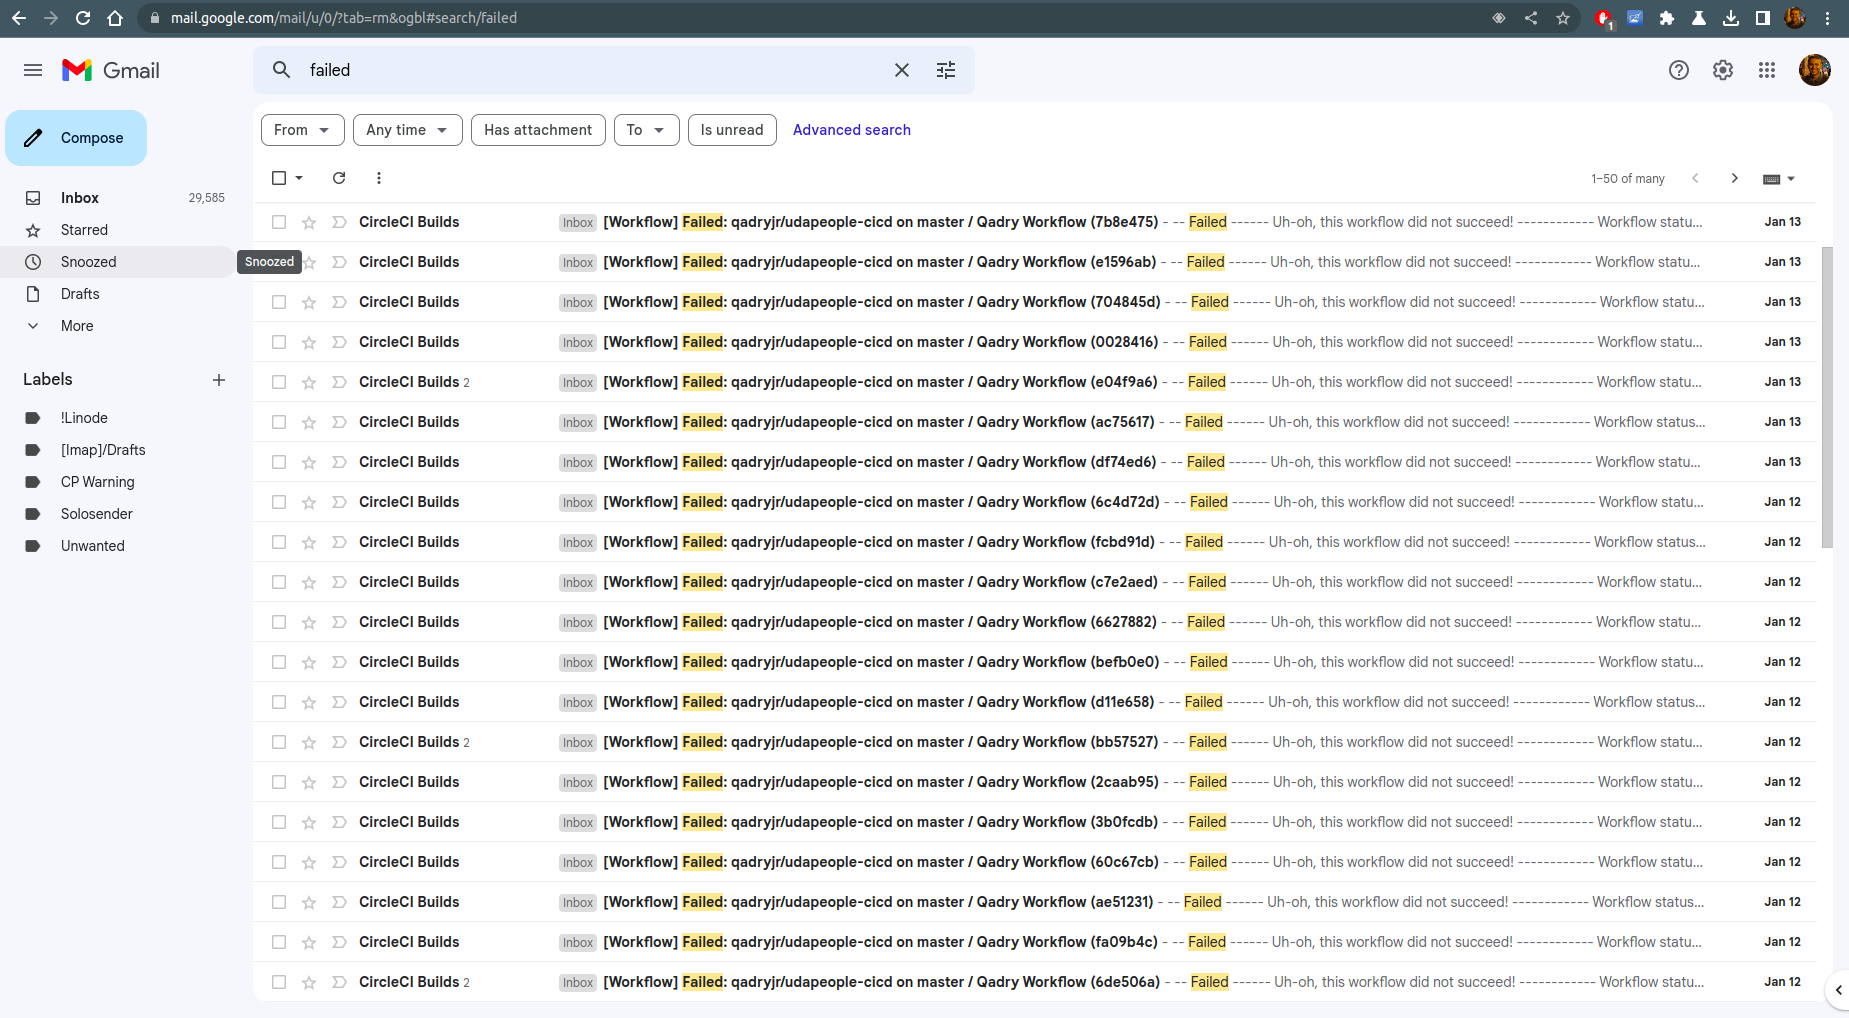 mail.google.com/mail/u/0/?tab=rm&ogbl#search/failed
1
Gmail
failed
Compose
From
Any time
Has attachment
To
Is unread
Advanced search
1–50 of many
Inbox 29,585
Starred
Snoozed
Snoozed
Drafts
More
Labels
!Linode
[Imap]/Drafts
CP Warning
Solosender
Unwanted
CircleCI Builds Inbox [Workflow] Failed: qadryjr/udapeople-cicd on master / Qadry Workflow (7b8e475) - -- Failed ------ Uh-oh, this workflow did not succeed! ------------ Workflow statu... Jan 13
CircleCI Builds Inbox [Workflow] Failed: qadryjr/udapeople-cicd on master / Qadry Workflow (e1596ab) - -- Failed ------ Uh-oh, this workflow did not succeed! ------------ Workflow statu... Jan 13
CircleCI Builds Inbox [Workflow] Failed: qadryjr/udapeople-cicd on master / Qadry Workflow (704845d) - -- Failed ------ Uh-oh, this workflow did not succeed! ------------ Workflow statu... Jan 13
CircleCI Builds Inbox [Workflow] Failed: qadryjr/udapeople-cicd on master / Qadry Workflow (0028416) - -- Failed ------ Uh-oh, this workflow did not succeed! ------------ Workflow statu... Jan 13
CircleCI Builds 2 Inbox [Workflow] Failed: qadryjr/udapeople-cicd on master / Qadry Workflow (e04f9a6) - -- Failed ------ Uh-oh, this workflow did not succeed! ------------ Workflow statu... Jan 13
CircleCI Builds Inbox [Workflow] Failed: qadryjr/udapeople-cicd on master / Qadry Workflow (ac75617) - -- Failed ------ Uh-oh, this workflow did not succeed! ------------ Workflow status... Jan 13
CircleCI Builds Inbox [Workflow] Failed: qadryjr/udapeople-cicd on master / Qadry Workflow (df74ed6) - -- Failed ------ Uh-oh, this workflow did not succeed! ------------ Workflow statu... Jan 13
CircleCI Builds Inbox [Workflow] Failed: qadryjr/udapeople-cicd on master / Qadry Workflow (6c4d72d) - -- Failed ------ Uh-oh, this workflow did not succeed! ------------ Workflow statu... Jan 12
CircleCI Builds Inbox [Workflow] Failed: qadryjr/udapeople-cicd on master / Qadry Workflow (fcbd91d) - -- Failed ------ Uh-oh, this workflow did not succeed! ------------ Workflow status... Jan 12
CircleCI Builds Inbox [Workflow] Failed: qadryjr/udapeople-cicd on master / Qadry Workflow (c7e2aed) - -- Failed ------ Uh-oh, this workflow did not succeed! ------------ Workflow statu... Jan 12
CircleCI Builds Inbox [Workflow] Failed: qadryjr/udapeople-cicd on master / Qadry Workflow (6627882) - -- Failed ------ Uh-oh, this workflow did not succeed! ------------ Workflow statu... Jan 12
CircleCI Builds Inbox [Workflow] Failed: qadryjr/udapeople-cicd on master / Qadry Workflow (befb0e0) - -- Failed ------ Uh-oh, this workflow did not succeed! ------------ Workflow statu... Jan 12
CircleCI Builds Inbox [Workflow] Failed: qadryjr/udapeople-cicd on master / Qadry Workflow (d11e658) - -- Failed ------ Uh-oh, this workflow did not succeed! ------------ Workflow status... Jan 12
CircleCI Builds 2 Inbox [Workflow] Failed: qadryjr/udapeople-cicd on master / Qadry Workflow (bb57527) - -- Failed ------ Uh-oh, this workflow did not succeed! ------------ Workflow statu... Jan 12
CircleCI Builds Inbox [Workflow] Failed: qadryjr/udapeople-cicd on master / Qadry Workflow (2caab95) - -- Failed ------ Uh-oh, this workflow did not succeed! ------------ Workflow statu... Jan 12
CircleCI Builds Inbox [Workflow] Failed: qadryjr/udapeople-cicd on master / Qadry Workflow (3b0fcdb) - -- Failed ------ Uh-oh, this workflow did not succeed! ------------ Workflow statu... Jan 12
CircleCI Builds Inbox [Workflow] Failed: qadryjr/udapeople-cicd on master / Qadry Workflow (60c67cb) - -- Failed ------ Uh-oh, this workflow did not succeed! ------------ Workflow statu... Jan 12
CircleCI Builds Inbox [Workflow] Failed: qadryjr/udapeople-cicd on master / Qadry Workflow (ae51231) - -- Failed ------ Uh-oh, this workflow did not succeed! ------------ Workflow status... Jan 12
CircleCI Builds Inbox [Workflow] Failed: qadryjr/udapeople-cicd on master / Qadry Workflow (fa09b4c) - -- Failed ------ Uh-oh, this workflow did not succeed! ------------ Workflow statu... Jan 12
CircleCI Builds 2 Inbox [Workflow] Failed: qadryjr/udapeople-cicd on master / Qadry Workflow (6de506a) - -- Failed ------ Uh-oh, this workflow did not succeed! ------------ Workflow statu... Jan 12